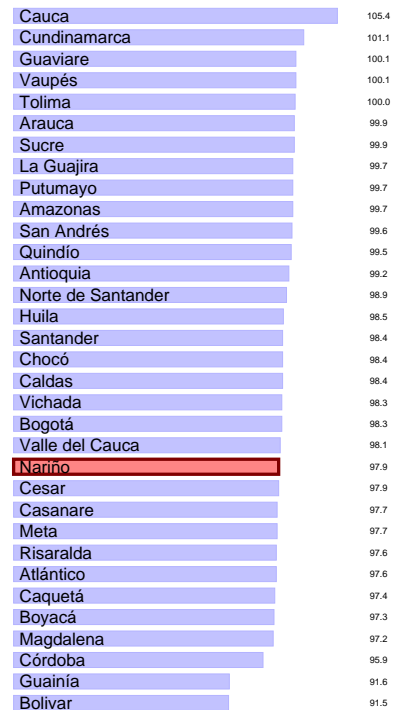 Cauca 105.4
Cundinamarca 101.1
Guaviare 100.1
Vaupés 100.1
Tolima 100.0
Arauca 99.9
Sucre 99.9
La Guajira 99.7
Putumayo 99.7
Amazonas 99.7
San Andrés 99.6
Quindío 99.5
Antioquia 99.2
Norte de Santander 98.9
Huila 98.5
Santander 98.4
Chocó 98.4
Caldas 98.4
Vichada 98.3
Bogotá 98.3
Valle del Cauca 98.1
Nariño 97.9
Cesar 97.9
Casanare 97.7
Meta 97.7
Risaralda 97.6
Atlántico 97.6
Caquetá 97.4
Boyacá 97.3
Magdalena 97.2
Córdoba 95.9
Guainía 91.6
Bolivar 91.5